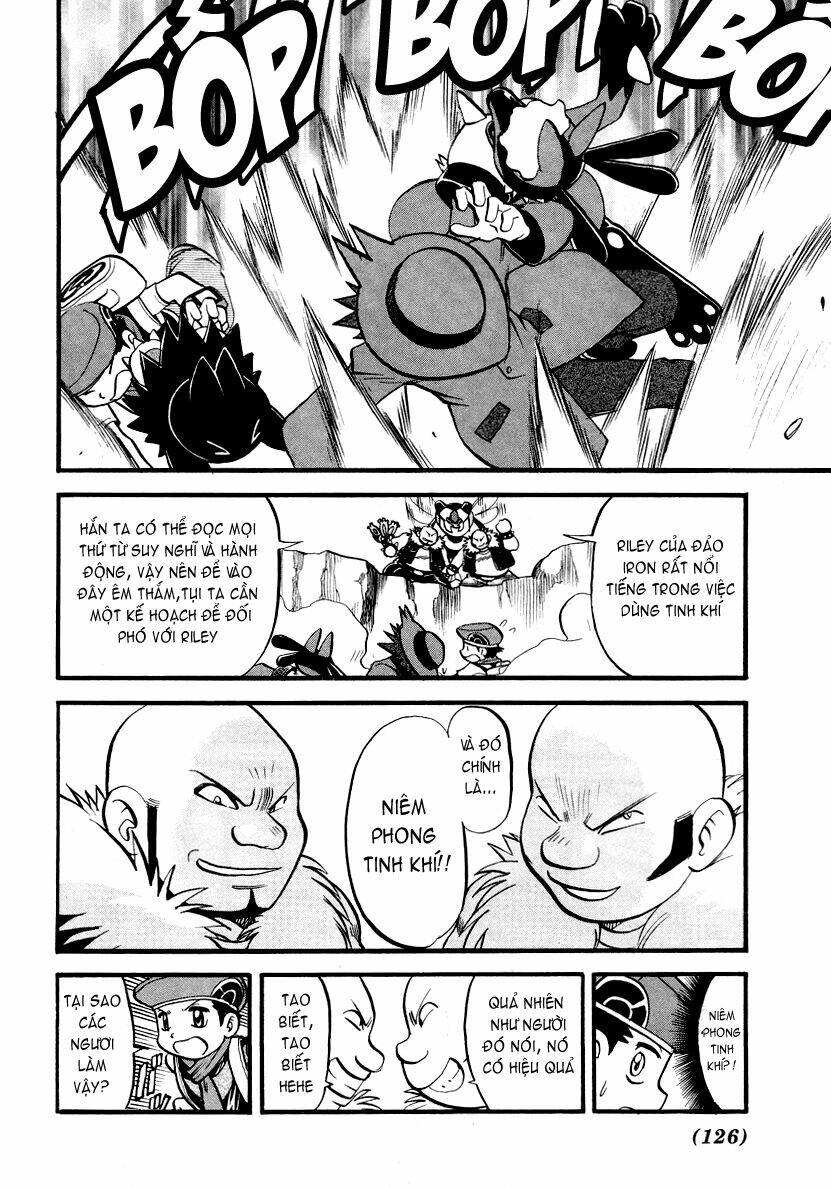 BOP!
BOP!
BOP!
RILEY CỦA ĐẢO
IRON RẤT NỔI
TIẾNG TRONG VIỆC
DÙNG TINH KHÍ
HẮN TA CÓ THỂ ĐỌC MỌI
THỨ TỪ SUY NGHĨ VÀ HÀNH
ĐỘNG, VẬY NÊN ĐỂ VÀO
ĐÂY ÊM THẮM,TỤI TA CẦN
MỘT KẾ HOẠCH ĐỂ ĐỐI
PHÓ VỚI RILEY
VÀ ĐÓ
CHÍNH
LÀ...
NIÊM
PHONG
TINH KHÍ!!
NIÊM
PHONG
TINH
KHÍ?!
QUẢ NHIÊN
NHƯ NGƯỜI
ĐÓ NÓI, NÓ
CÓ HIỆU QUẢ
TAO
BIẾT,
TAO
BIẾT
HEHE
TẠI SAO
CÁC
NGƯƠI
LÀM
VẬY?
(126)